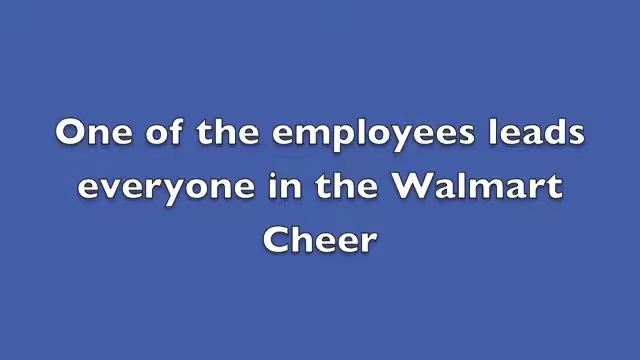 One of the employees leads
everyone in the Walmart
Cheer